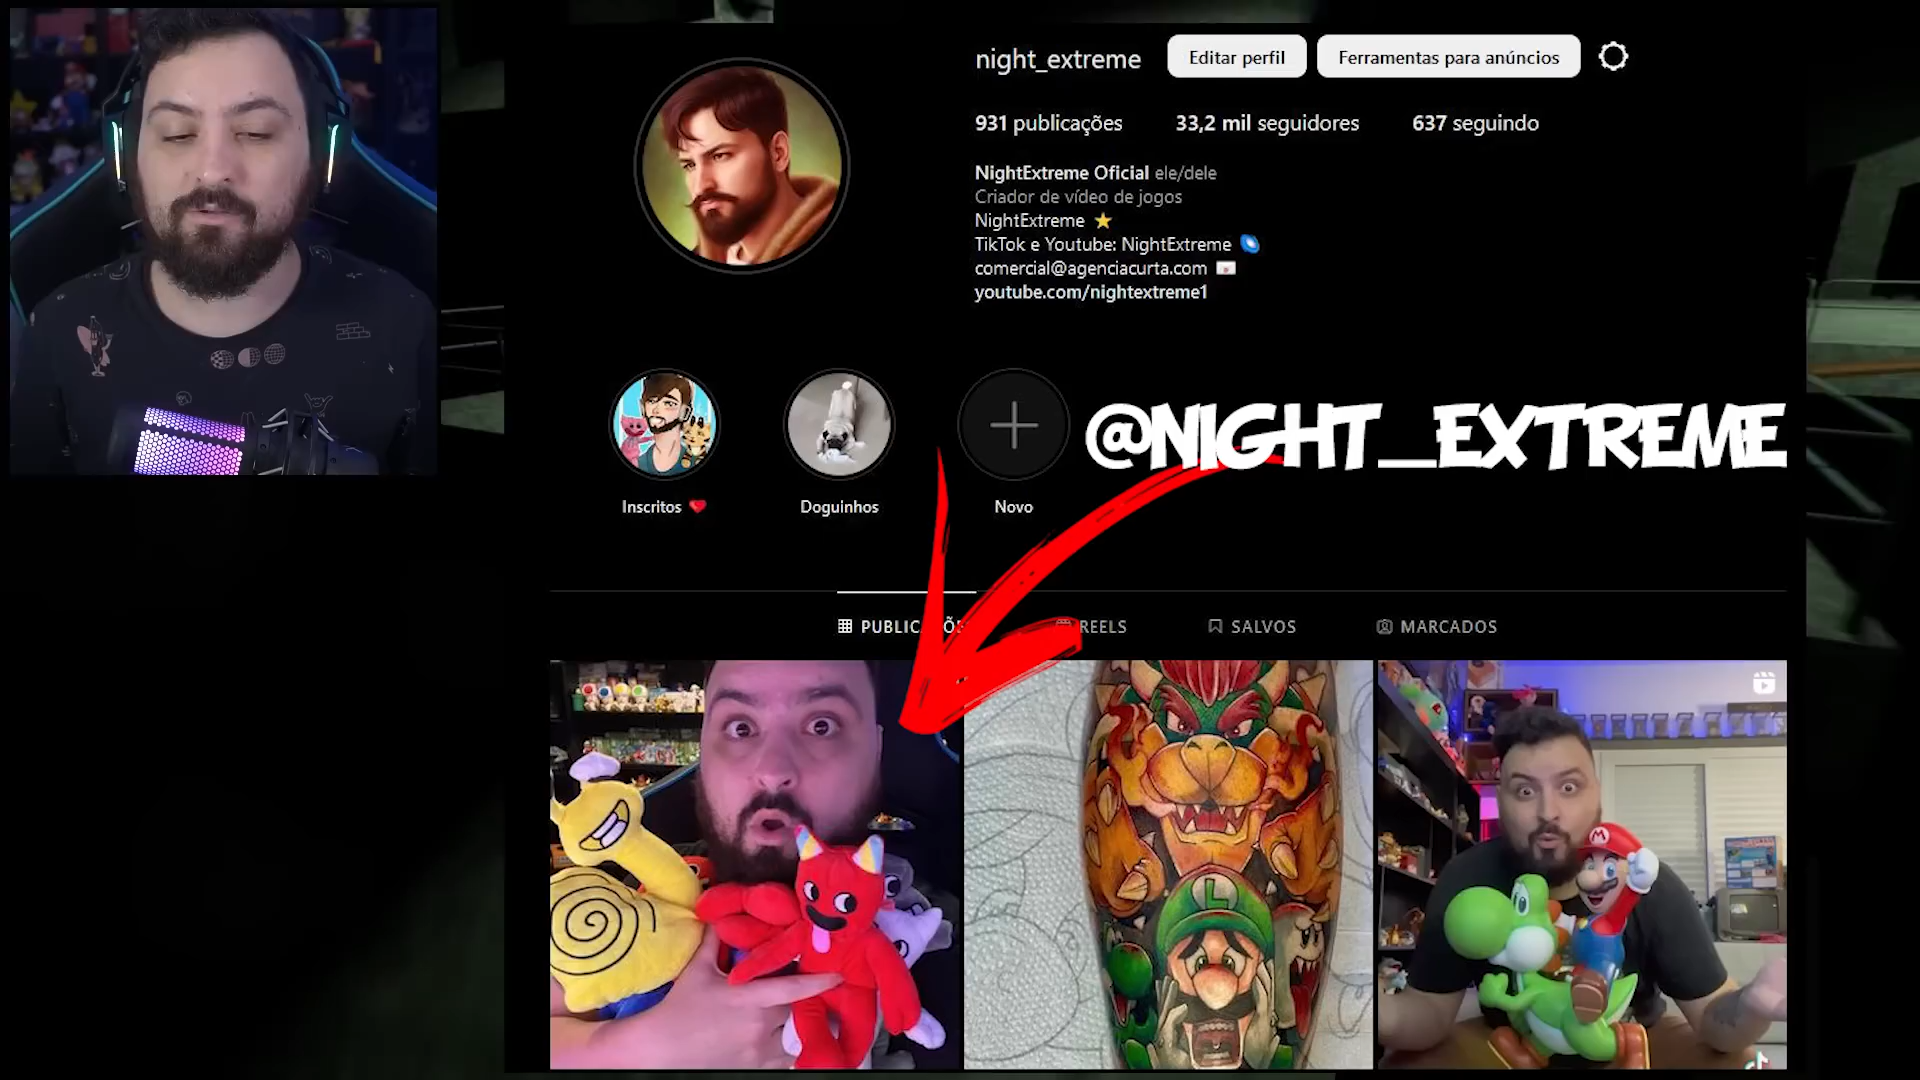 night_extreme
Editar perfil
Ferramentas para anúncios
931 publicações
33,2 mil seguidores
637 seguindo
NightExtreme Oficial ele/dele
Criador de vídeo de jogos
NightExtreme ⭐
TikTok e Youtube: NightExtreme
comercial@agenciacurta.com
youtube.com/nightextreme1
@NIGHT_EXTREME
Inscritos ❤
Doguinhos
Novo
REELS
SALVOS
MARCADOS
L
M